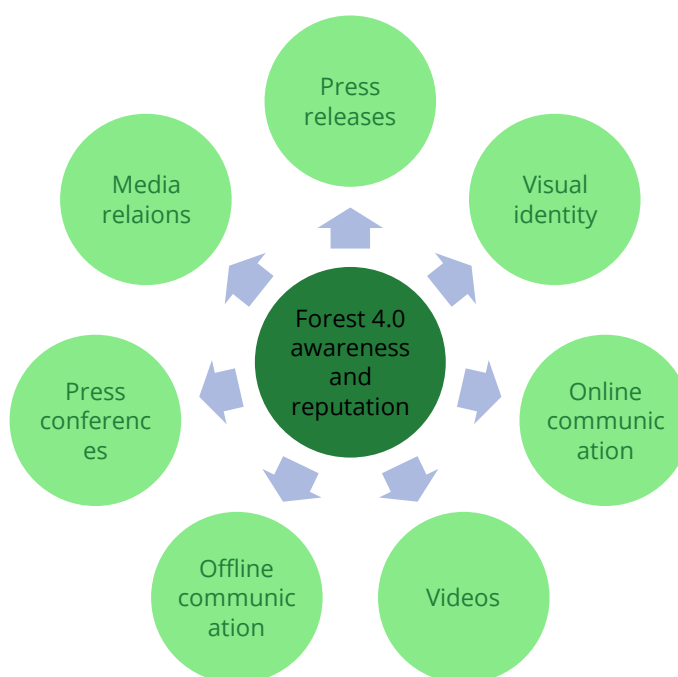 Press
releases
Visual
identity
Online
communic
ation
Videos
Offline
communic
ation
Press
conferenc
es
Media
relaions
Forest 4.0
awareness
and
reputation